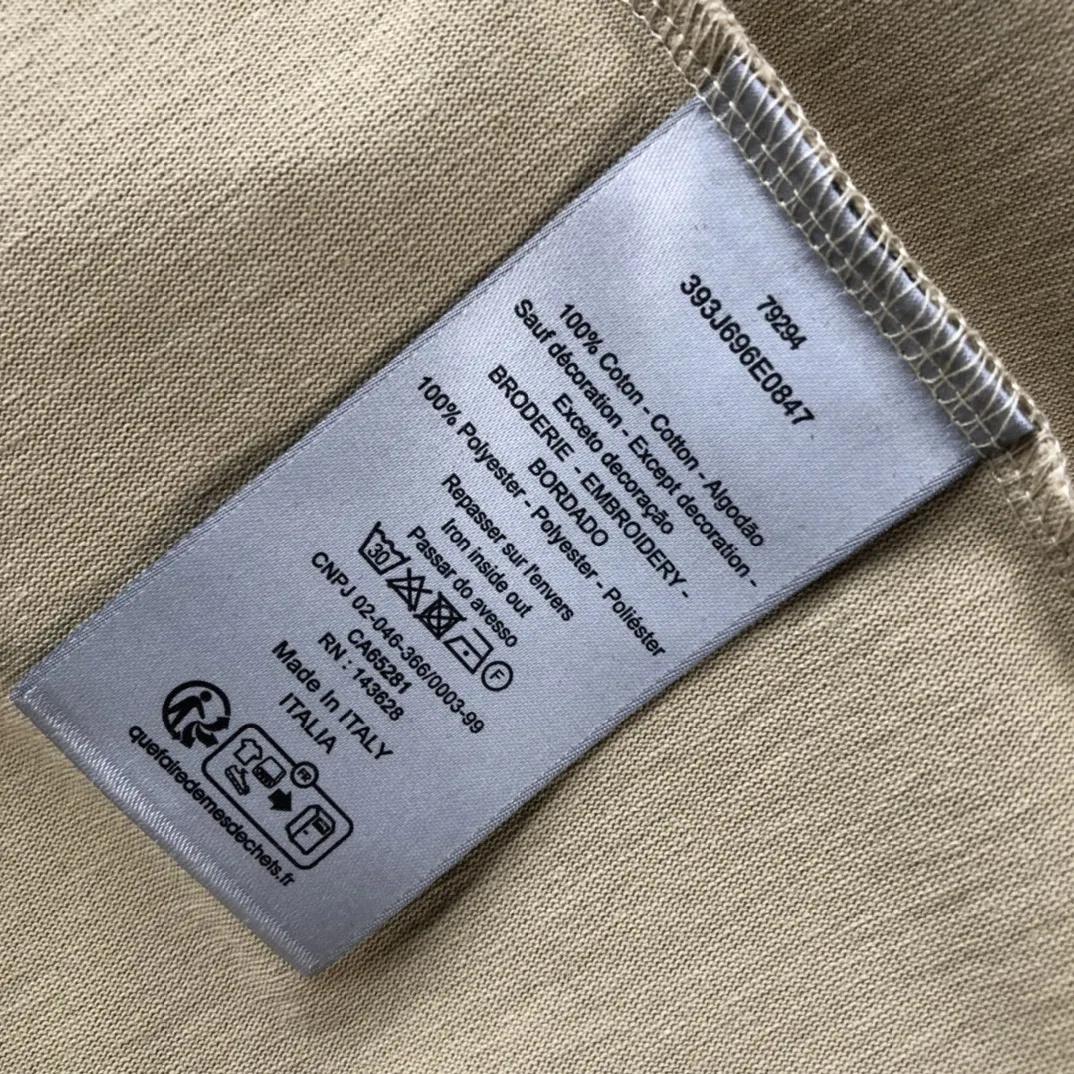 79294
393J696E0847
100% Coton - Cotton - Algodão
Sauf décoration - Except decoration -
Exceto decoração
BRODERIE - EMBROIDERY -
BORDADO
100% Polyester - Polyester - Poliéster
Repasser sur l'envers
Iron inside out
Passar do avesso
30 F
CNPJ 02-046-366/0003-99
CA65281
RN : 143628
Made In ITALY
ITALIA
FR
quefairedemesdechets.fr